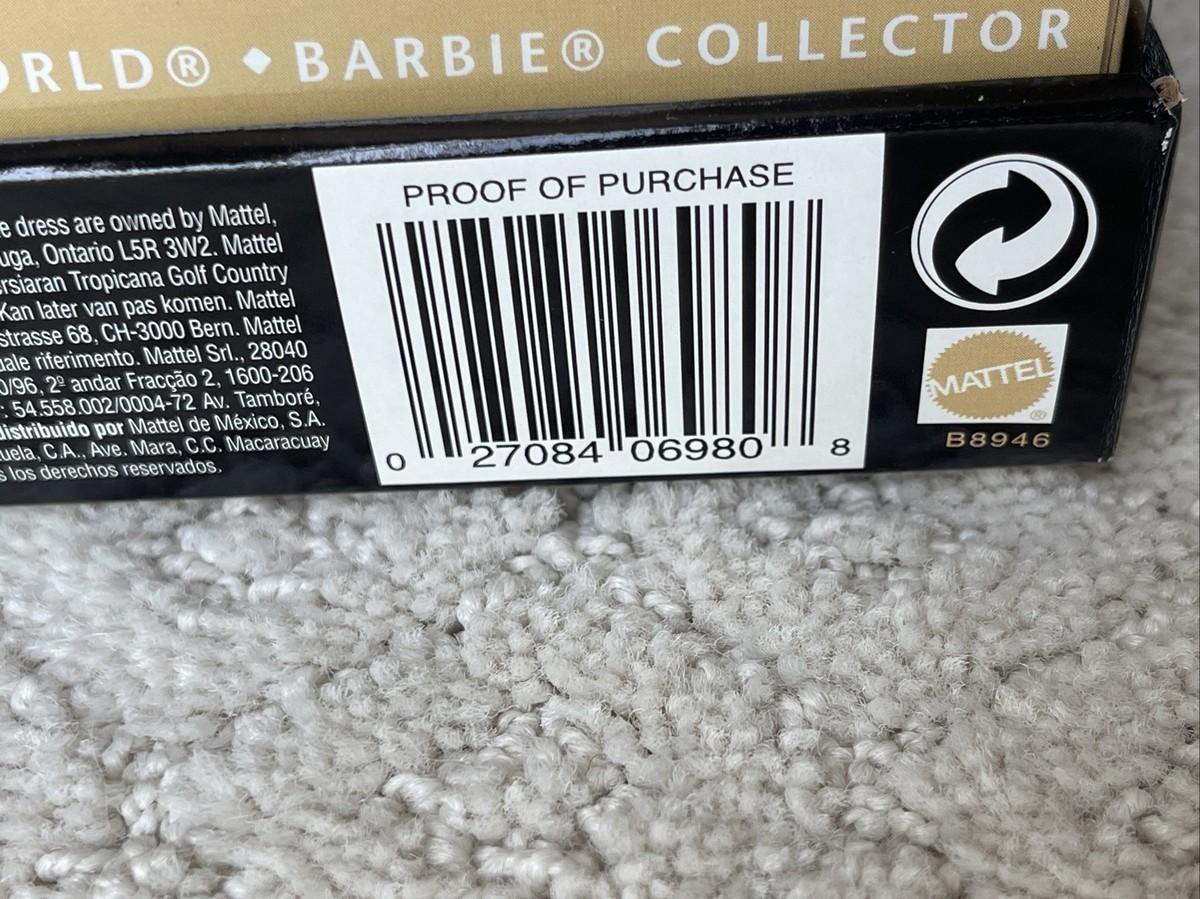 ORLD® ◆ BARBIE® COLLECTOR
e dress are owned by Mattel,
uga, Ontario L5R 3W2. Mattel
rsiaran Tropicana Golf Country
Kan later van pas komen. Mattel
strasse 68, CH-3000 Bern. Mattel
uale riferimento. Mattel Srl., 28040
0/96, 2º andar Fracção 2, 1600-206
: 54.558.002/0004-72 Av. Tamboré,
distribuido por Mattel de México, S.A.
uela, C.A., Ave. Mara, C.C. Macaracuay
s los derechos reservados.
PROOF OF PURCHASE
0 27084 06980 8
MATTEL®
B8946